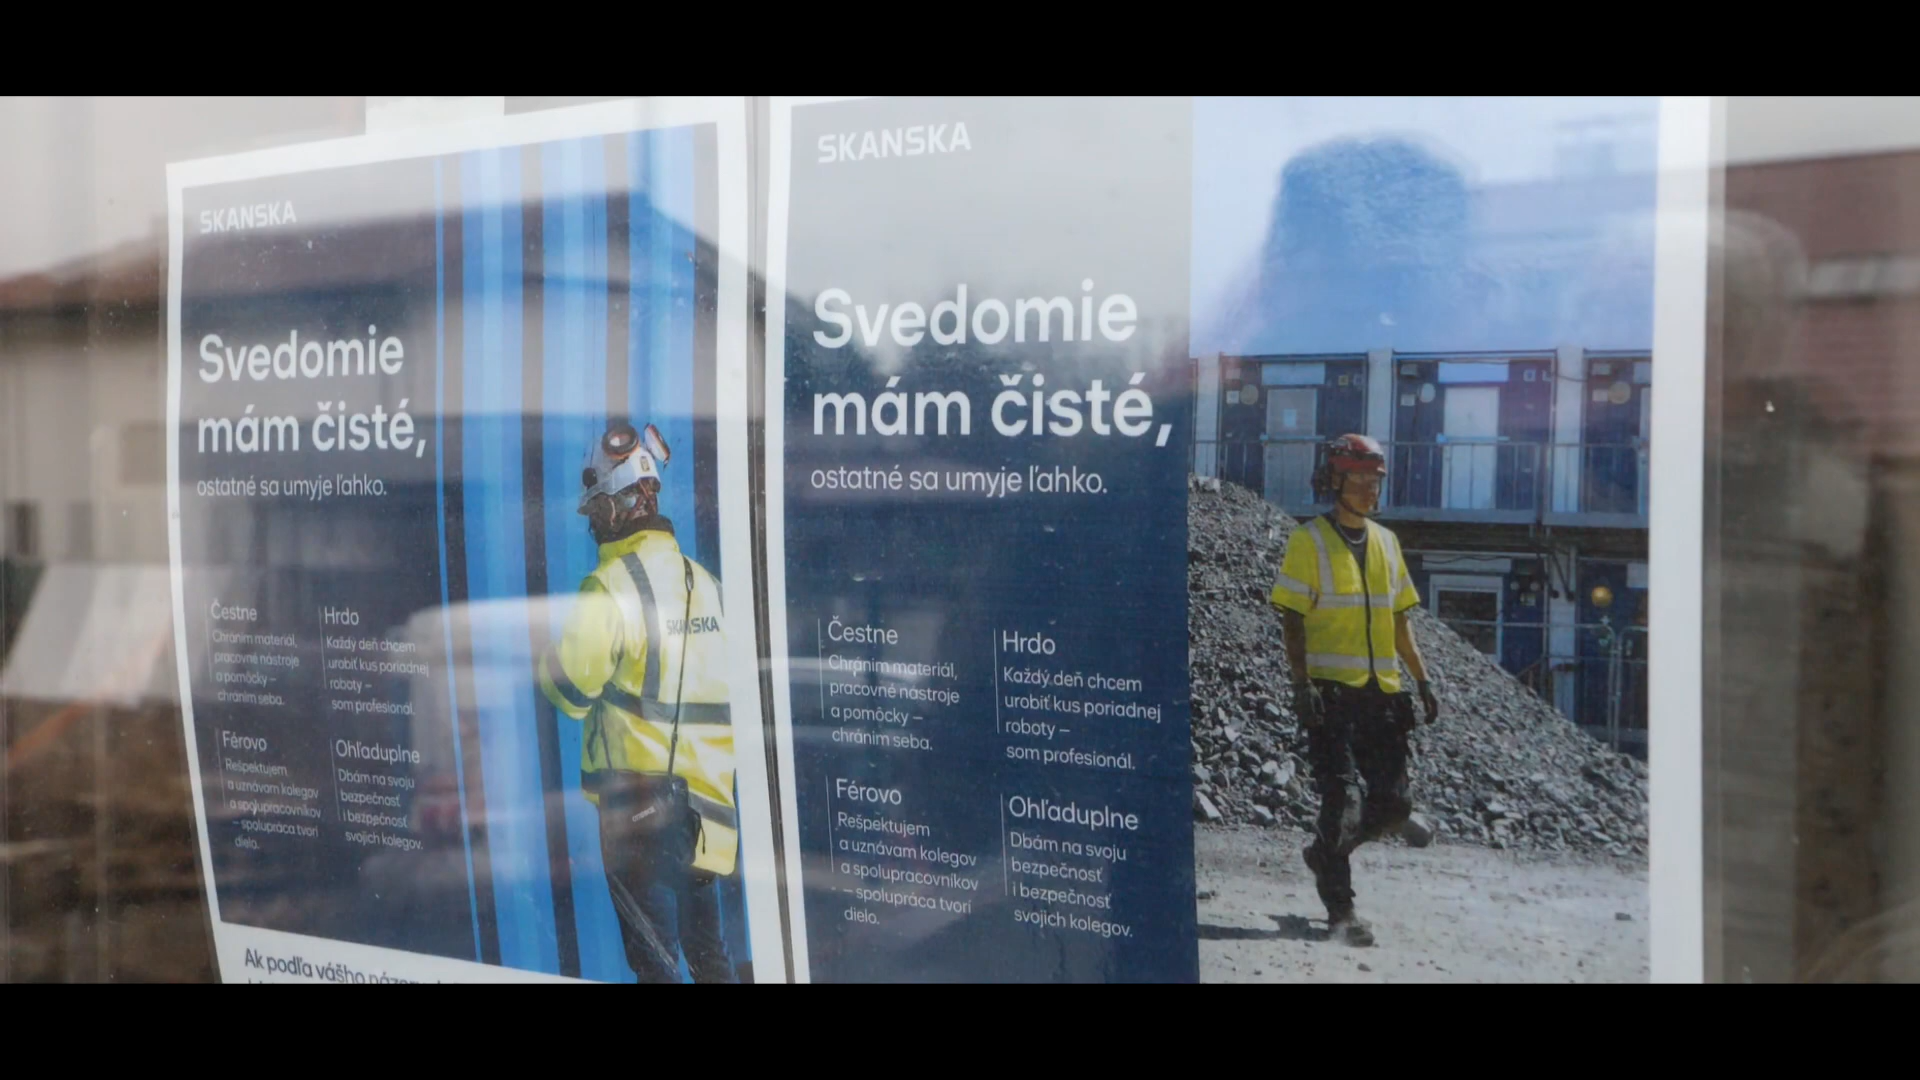 SKANSKA
Svedomie
mám čisté,
ostatné sa umyje ľahko.
Čestne
Chránim materiál,
pracovné nástroje
a pomôcky –
chránim seba.
Hrdo
Každý deň chcem
urobiť kus poriadnej
roboty –
som profesionál.
Férovo
Rešpektujem
a uznávam kolegov
a spolupracovníkov
– spolupráca tvorí
dielo.
Ohľaduplne
Dbám na svoju
bezpečnosť
i bezpečnosť
svojich kolegov.
SKANSKA
Ak podľa vášho
SKANSKA
Svedomie
mám čisté,
ostatné sa umyje ľahko.
Čestne
Chránim materiál,
pracovné nástroje
a pomôcky –
chránim seba.
Hrdo
Každý deň chcem
urobiť kus poriadnej
roboty –
som profesionál.
Férovo
Rešpektujem
a uznávam kolegov
a spolupracovníkov
– spolupráca tvorí
dielo.
Ohľaduplne
Dbám na svoju
bezpečnosť
i bezpečnosť
svojich kolegov.